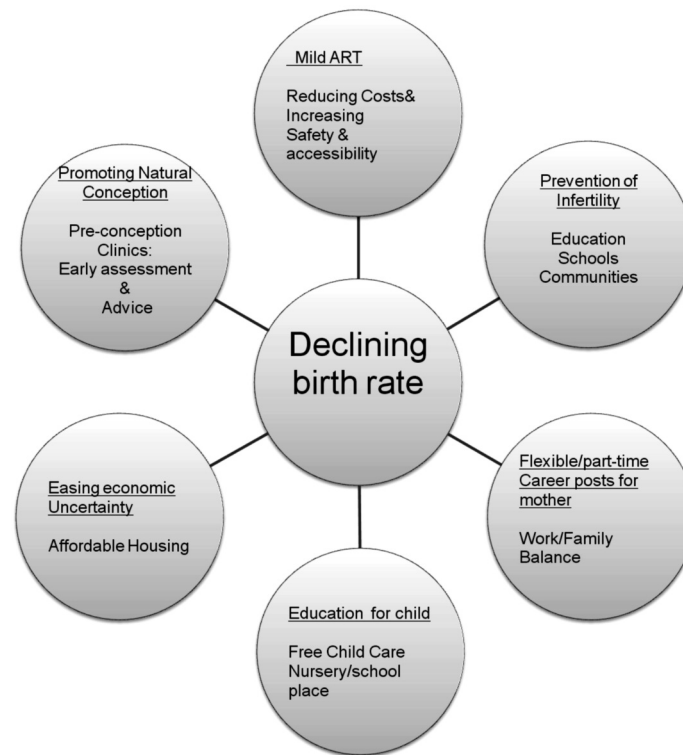 Mild ART
Reducing Costs&
Increasing
Safety &
accessibility
Prevention of
Infertility
Education
Schools
Communities
Flexible/part-time
Career posts for
mother
Work/Family
Balance
Education for child
Free Child Care
Nursery/school
place
Easing economic
Uncertainty
Affordable Housing
Promoting Natural
Conception
Pre-conception
Clinics:
Early assessment
&
Advice
Declining
birth rate